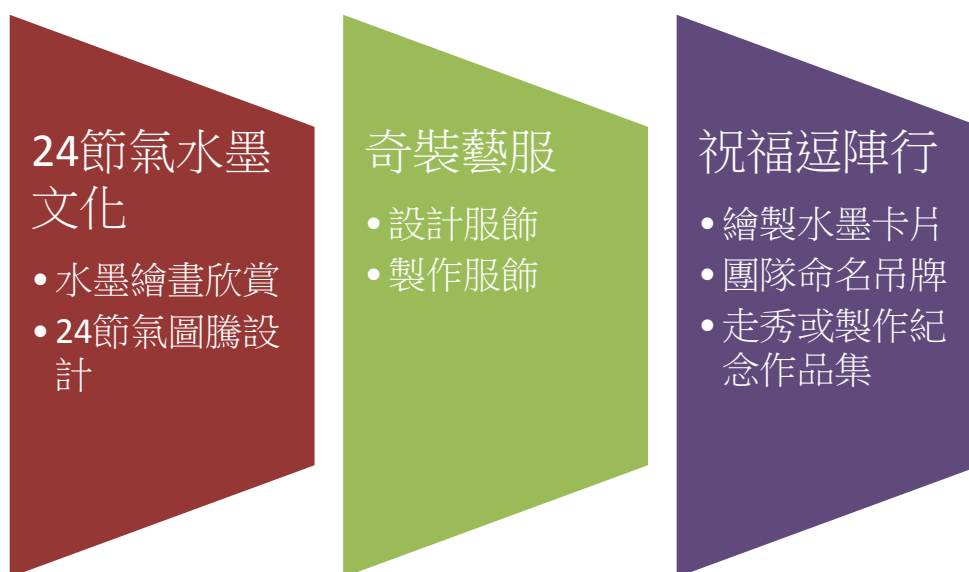 24節氣水墨
文化
•水墨繪畫欣賞
•24節氣圖騰設
計
奇裝藝服
•設計服飾
•製作服飾
祝福逗陣行
•繪製水墨卡片
•團隊命名吊牌
•走秀或製作紀
念作品集